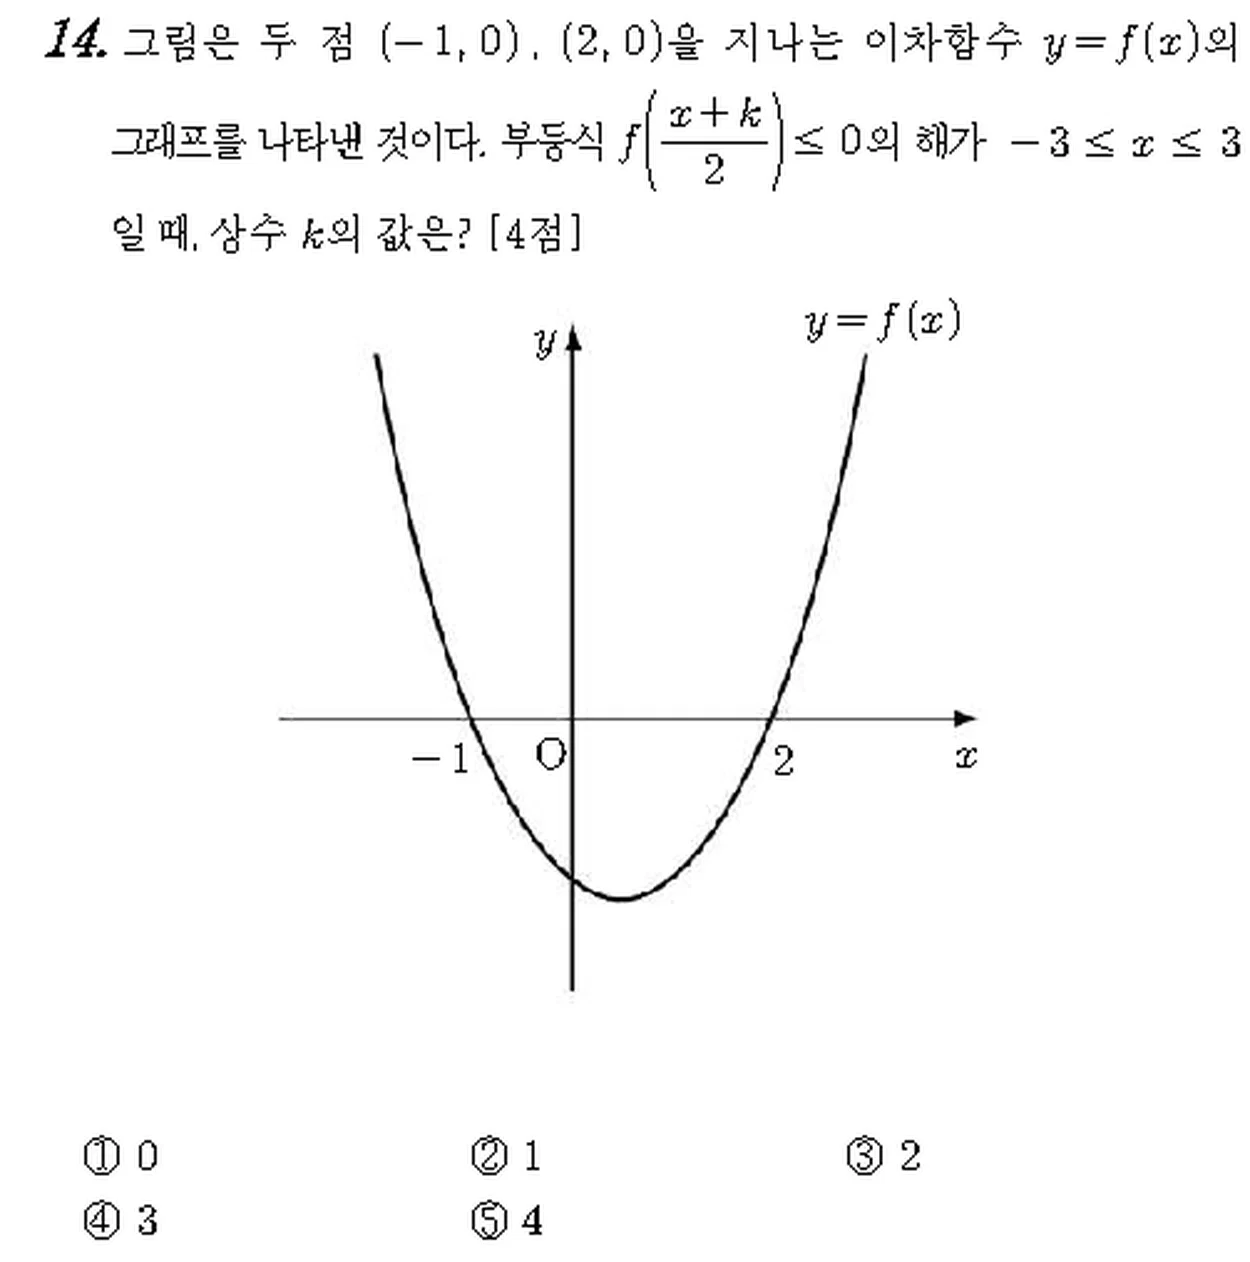 14. 그림은 두 점 (−1, 0), (2, 0)을 지나는 이차함수 y=f(x)의
그래프를 나타낸 것이다. 부등식 f((x+k)/2) ≤ 0의 해가 −3 ≤ x ≤ 3
일 때, 상수 k의 값은? [4점]
y=f(x)
y
−1 O 2 x
① 0 ② 1 ③ 2
④ 3 ⑤ 4